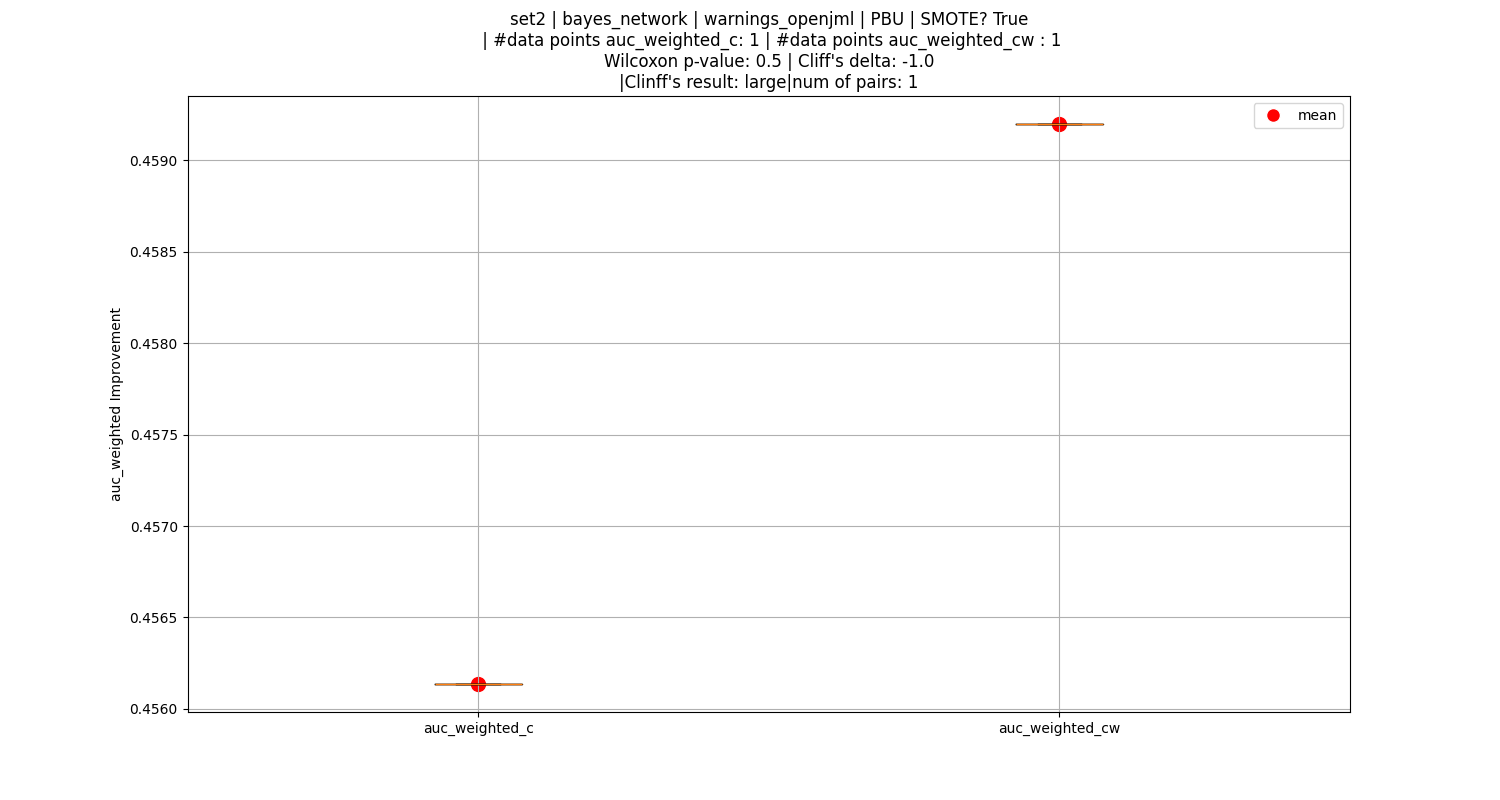 set2 | bayes_network | warnings_openjml | PBU | SMOTE? True
| #data points auc_weighted_c: 1 | #data points auc_weighted_cw : 1
Wilcoxon p-value: 0.5 | Cliff's delta: -1.0
|Clinff's result: large|num of pairs: 1
mean
0.4590
0.4585
0.4580
0.4575
0.4570
0.4565
0.4560
auc_weighted Improvement
auc_weighted_c
auc_weighted_cw